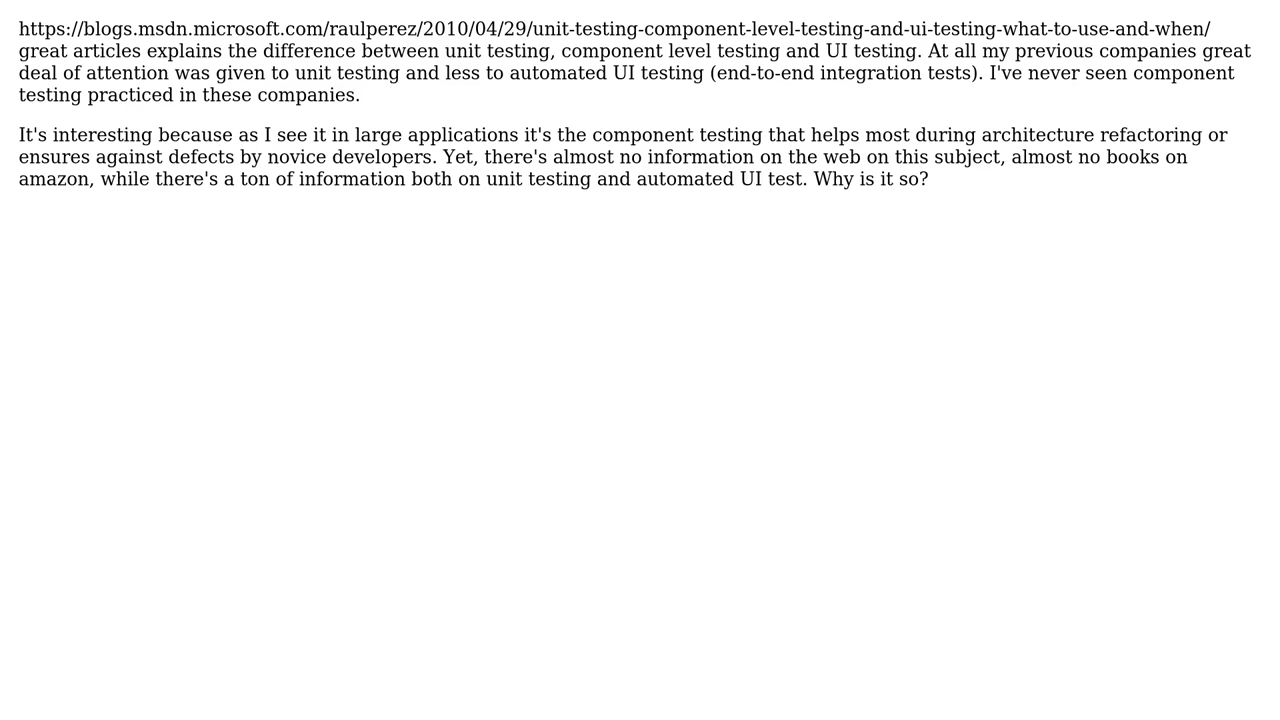 https://blogs.msdn.microsoft.com/raulperez/2010/04/29/unit-testing-component-level-testing-and-ui-testing-what-to-use-and-when/
great articles explains the difference between unit testing, component level testing and UI testing. At all my previous companies great
deal of attention was given to unit testing and less to automated UI testing (end-to-end integration tests). I've never seen component
testing practiced in these companies.
It's interesting because as I see it in large applications it's the component testing that helps most during architecture refactoring or
ensures against defects by novice developers. Yet, there's almost no information on the web on this subject, almost no books on
amazon, while there's a ton of information both on unit testing and automated UI test. Why is it so?